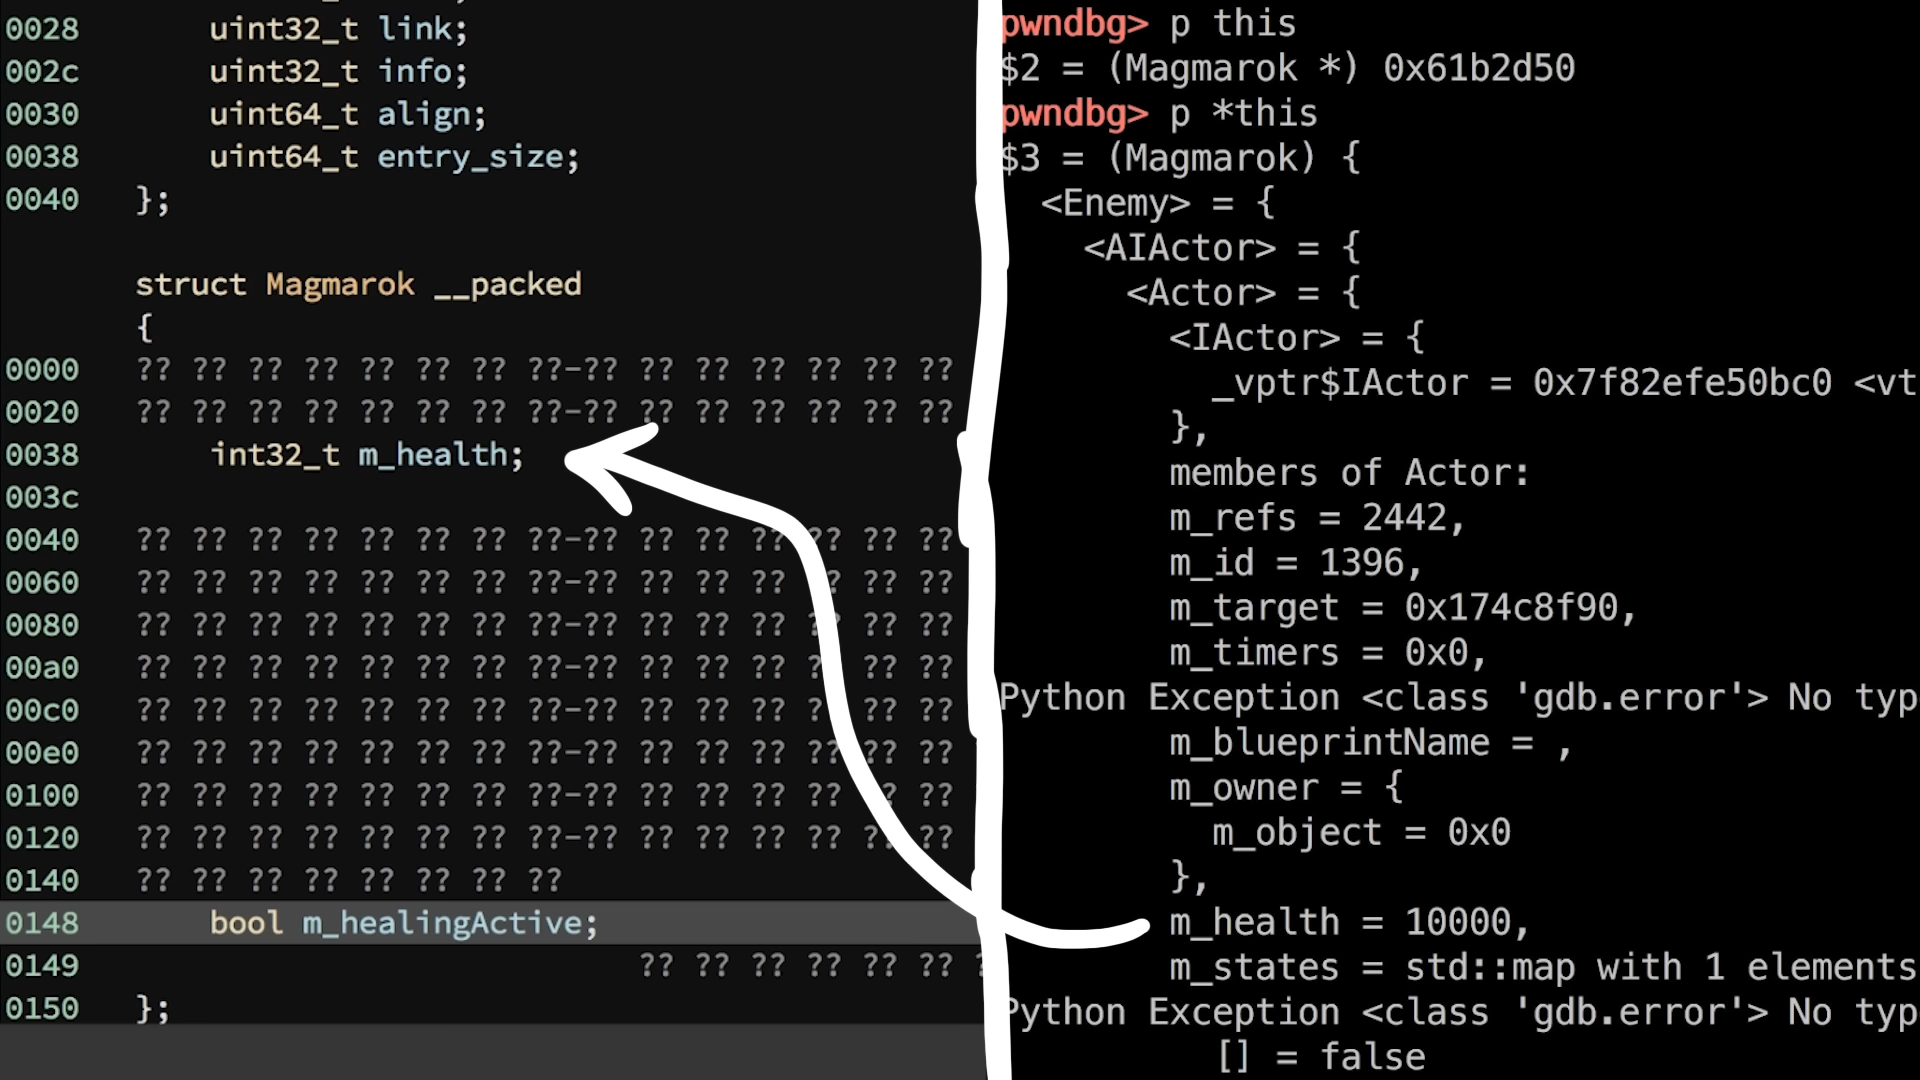 0028 uint32_t link;
002c uint32_t info;
0030 uint64_t align;
0038 uint64_t entry_size;
0040 };
struct Magmarok __packed
{
0000 ?? ?? ?? ?? ?? ?? ?? ??-?? ?? ?? ?? ?? ?? ??
0020 ?? ?? ?? ?? ?? ?? ?? ??-?? ?? ?? ?? ?? ?? ??
0038 int32_t m_health;
003c
0040 ?? ?? ?? ?? ?? ?? ?? ??-?? ?? ?? ?? ?? ?? ??
0060 ?? ?? ?? ?? ?? ?? ?? ??-?? ?? ?? ?? ? ?? ??
0080 ?? ?? ?? ?? ?? ?? ?? ??-?? ?? ?? ?? ? ?? ??
00a0 ?? ?? ?? ?? ?? ?? ?? ??-?? ?? ?? ?? ? ?? ??
00c0 ?? ?? ?? ?? ?? ?? ?? ??-?? ?? ?? ?? ?? ?? ??
00e0 ?? ?? ?? ?? ?? ?? ?? ??-?? ?? ?? ?? ?? ?? ??
0100 ?? ?? ?? ?? ?? ?? ?? ??-?? ?? ?? ?? ?? ? ??
0120 ?? ?? ?? ?? ?? ?? ?? ??-?? ?? ?? ?? ?? ?? ??
0140 ?? ?? ?? ?? ?? ?? ?? ??
0148 bool m_healingActive;
0149 ?? ?? ?? ?? ?? ?? ?
0150 };
pwndbg> p this
$2 = (Magmarok *) 0x61b2d50
pwndbg> p *this
$3 = (Magmarok) {
<Enemy> = {
<AIActor> = {
<Actor> = {
<IActor> = {
_vptr$IActor = 0x7f82efe50bc0 <vt
},
members of Actor:
m_refs = 2442,
m_id = 1396,
m_target = 0x174c8f90,
m_timers = 0x0,
Python Exception <class 'gdb.error'> No typ
m_blueprintName = ,
m_owner = {
m_object = 0x0
},
m_health = 10000,
m_states = std::map with 1 elements
Python Exception <class 'gdb.error'> No typ
[] = false